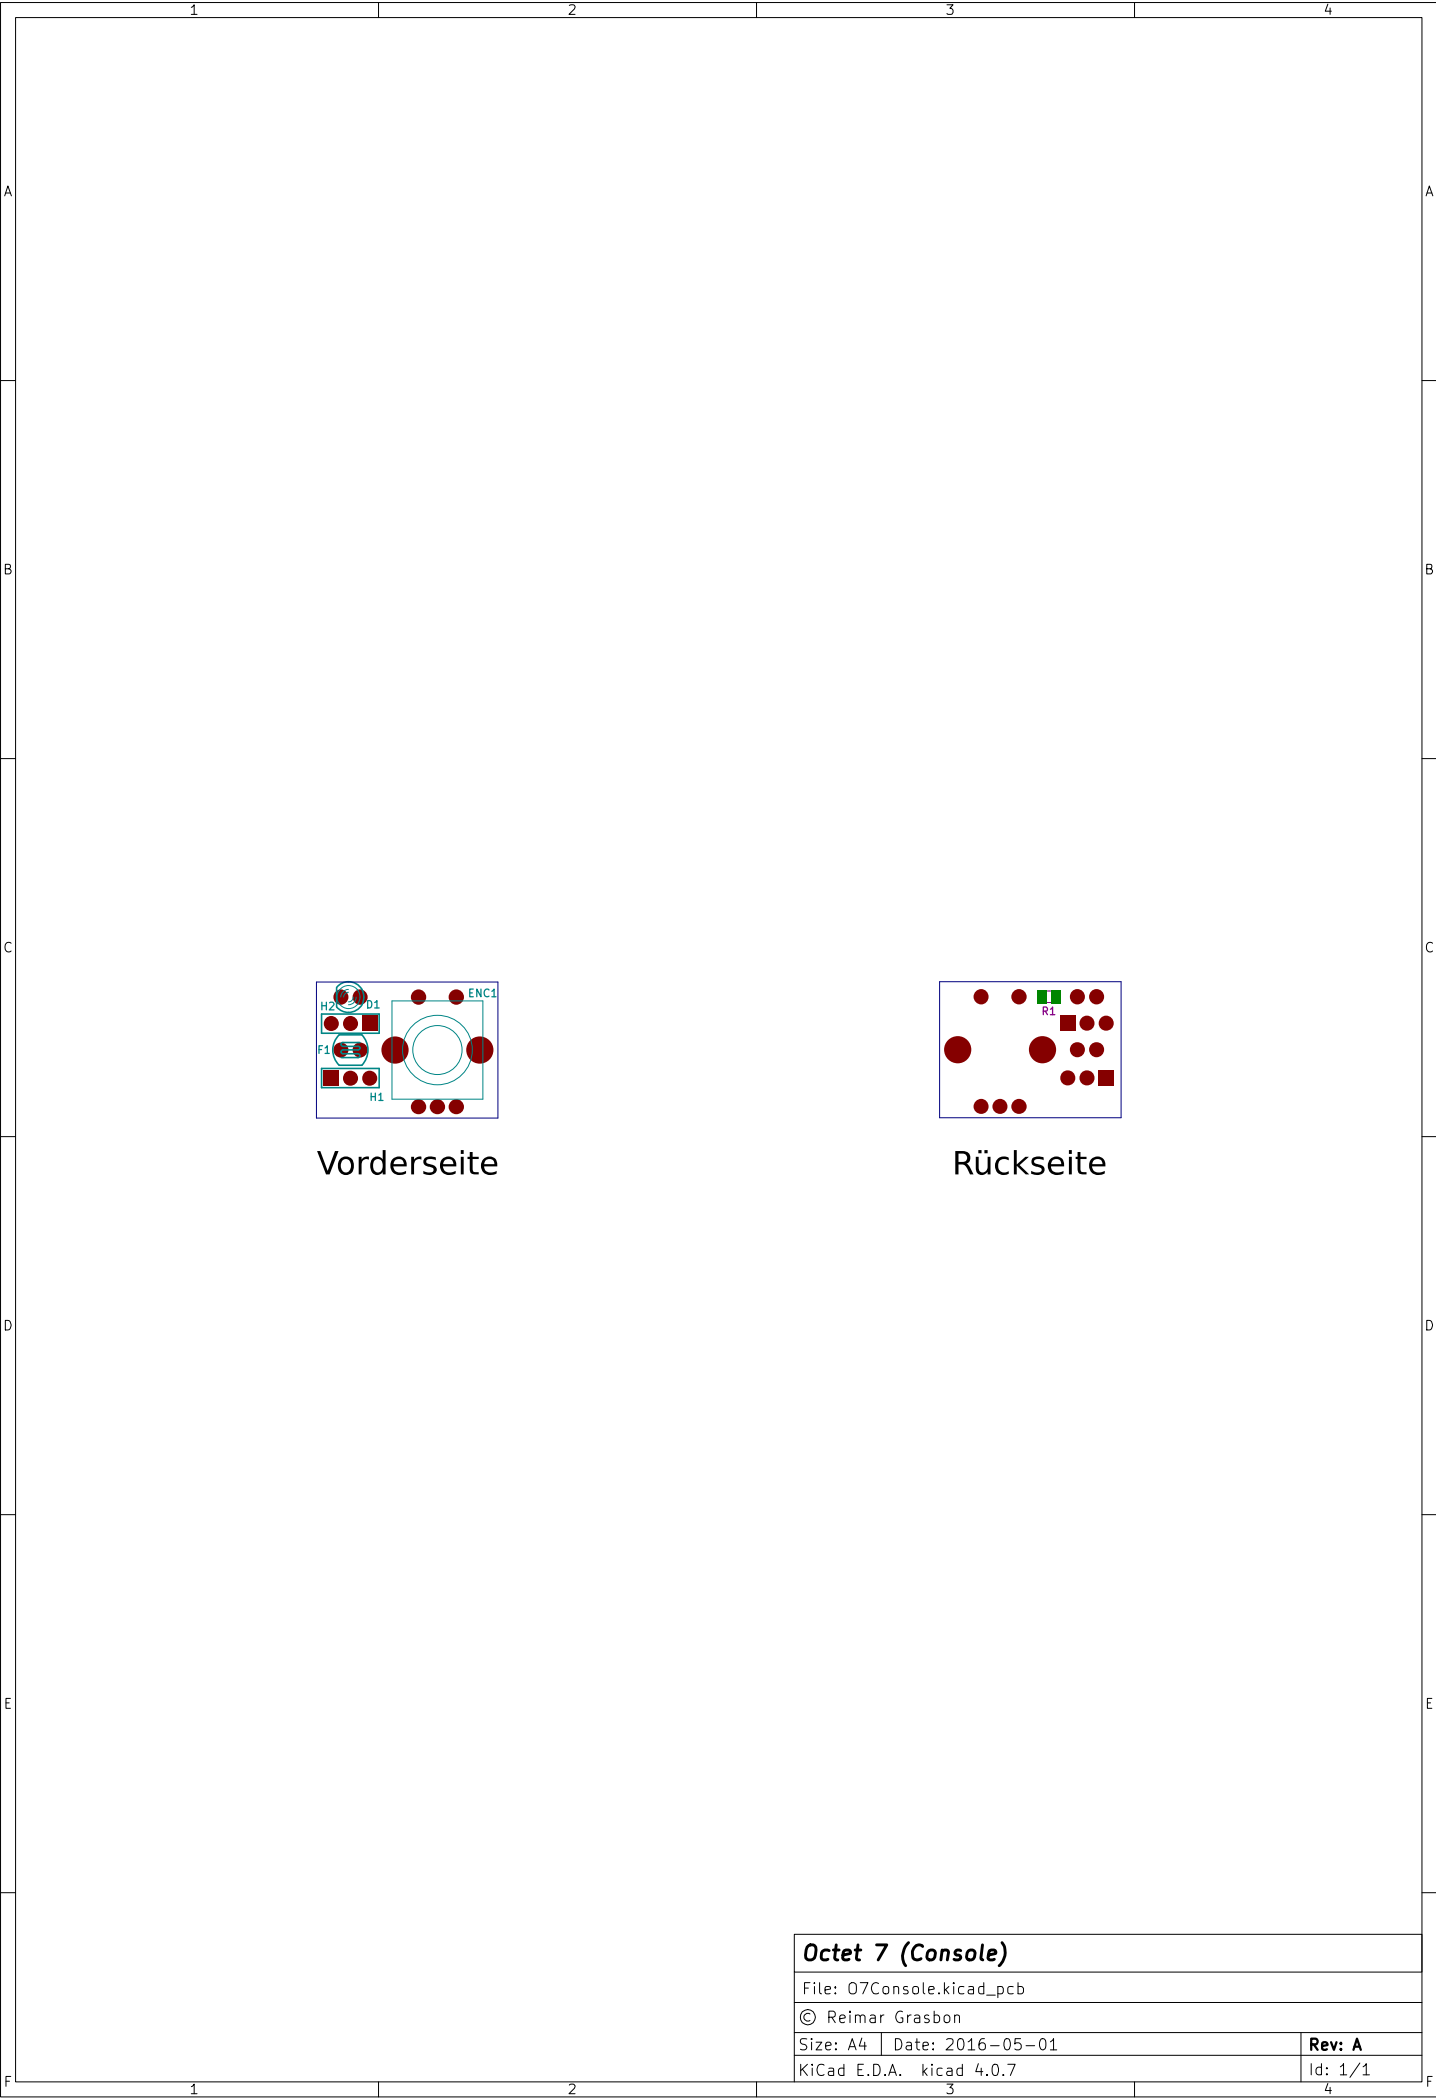 1 2 3 4
A A
B B
C C
ENC1
H2 D1
R1
F1
H1
Vorderseite Rückseite
D D
E E
Octet 7 (Console)
File: O7Console.kicad_pcb
© Reimar Grasbon
Size: A4 Date: 2016-05-01 Rev: A
KiCad E.D.A. kicad 4.0.7 Id: 1/1
F F
1 2 3 4